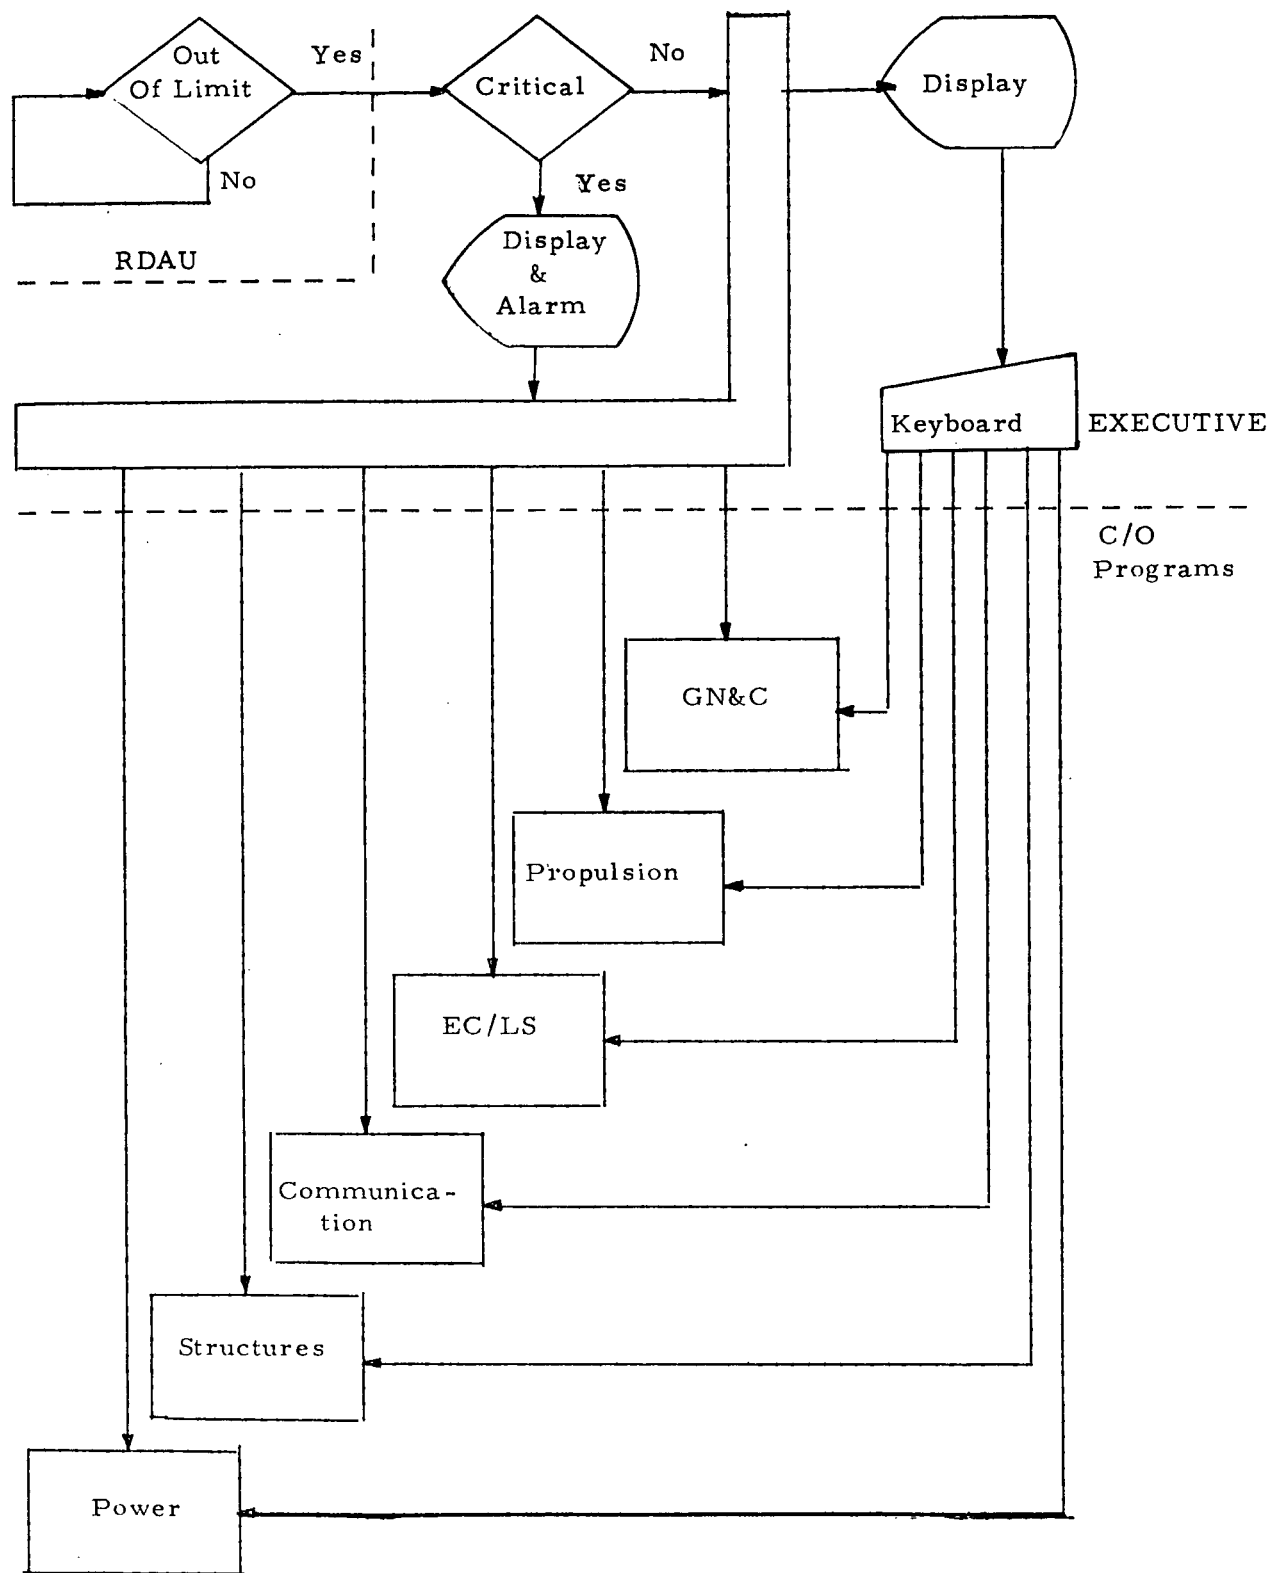 Out
Of Limit
Yes
No
RDAU
Critical
No
Yes
Display
&
Alarm
Display
Keyboard
EXECUTIVE
C/O
Programs
GN&C
Propulsion
EC/LS
Communica-
tion
Structures
Power